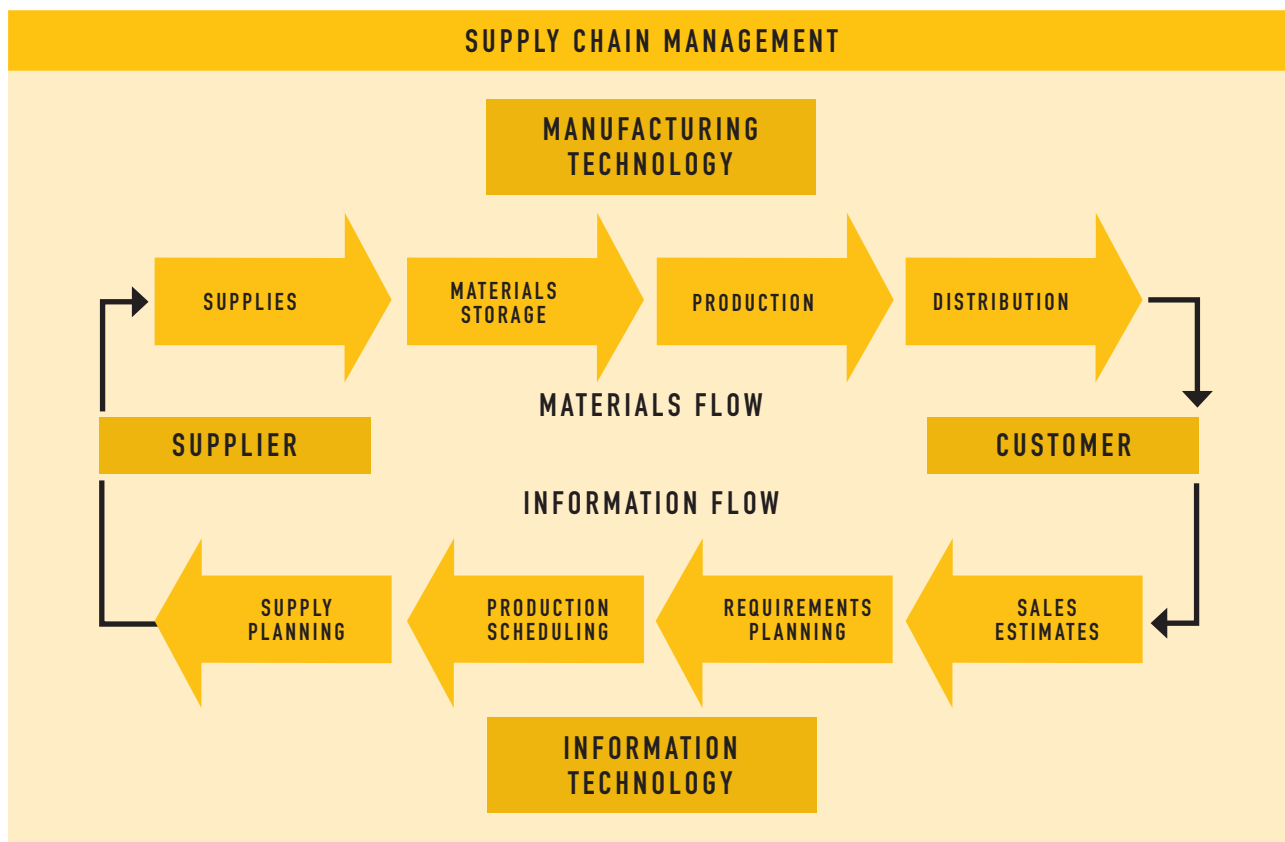 SUPPLY CHAIN MANAGEMENT
MANUFACTURING
TECHNOLOGY
SUPPLIES
MATERIALS
STORAGE
PRODUCTION
DISTRIBUTION
MATERIALS FLOW
SUPPLIER
CUSTOMER
INFORMATION FLOW
SUPPLY
PLANNING
PRODUCTION
SCHEDULING
REQUIREMENTS
PLANNING
SALES
ESTIMATES
INFORMATION
TECHNOLOGY